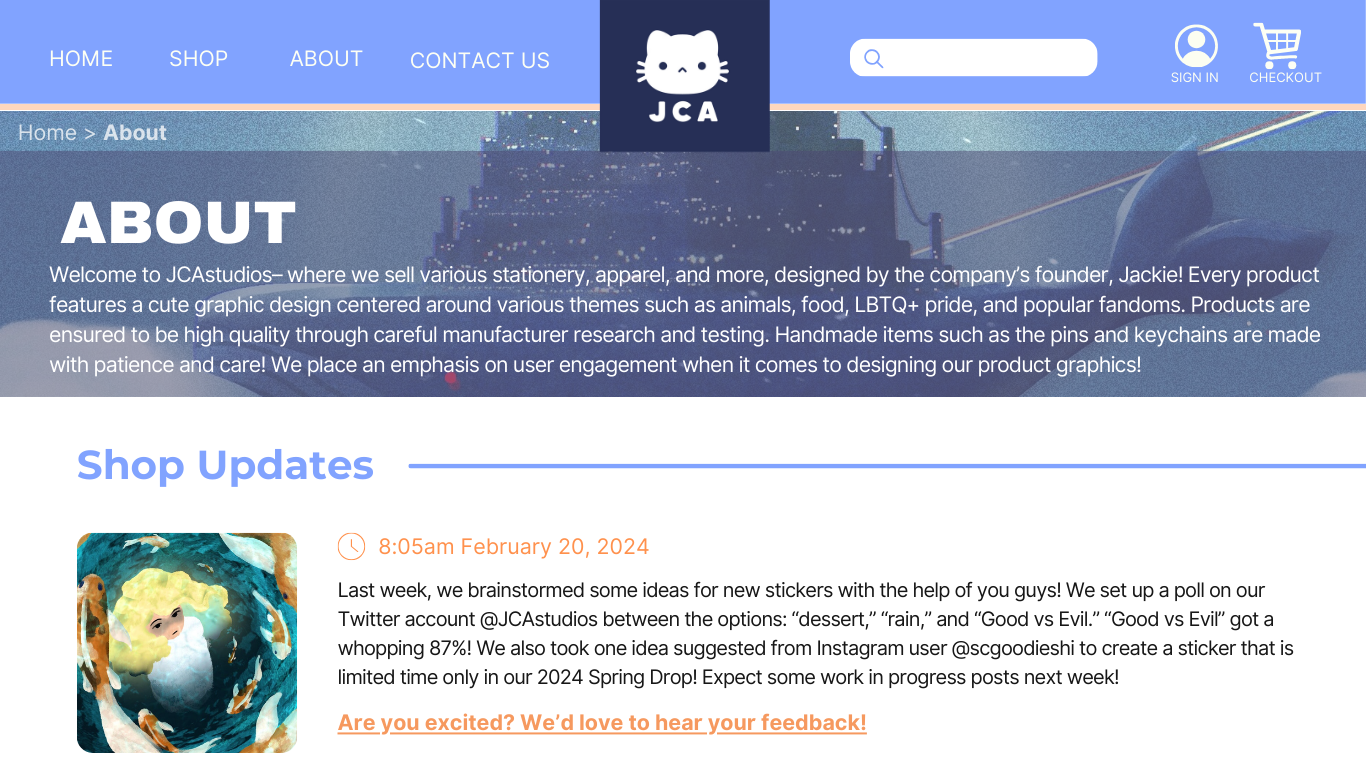 HOME SHOP ABOUT CONTACT US
JCA
SIGN IN CHECKOUT
Home > About
ABOUT
Welcome to JCAstudios– where we sell various stationery, apparel, and more, designed by the company’s founder, Jackie! Every product
features a cute graphic design centered around various themes such as animals, food, LBTQ+ pride, and popular fandoms. Products are
ensured to be high quality through careful manufacturer research and testing. Handmade items such as the pins and keychains are made
with patience and care! We place an emphasis on user engagement when it comes to designing our product graphics!
Shop Updates
8:05am February 20, 2024
Last week, we brainstormed some ideas for new stickers with the help of you guys! We set up a poll on our
Twitter account @JCAstudios between the options: “dessert,” “rain,” and “Good vs Evil.” “Good vs Evil” got a
whopping 87%! We also took one idea suggested from Instagram user @scgoodieshi to create a sticker that is
limited time only in our 2024 Spring Drop! Expect some work in progress posts next week!
Are you excited? We’d love to hear your feedback!